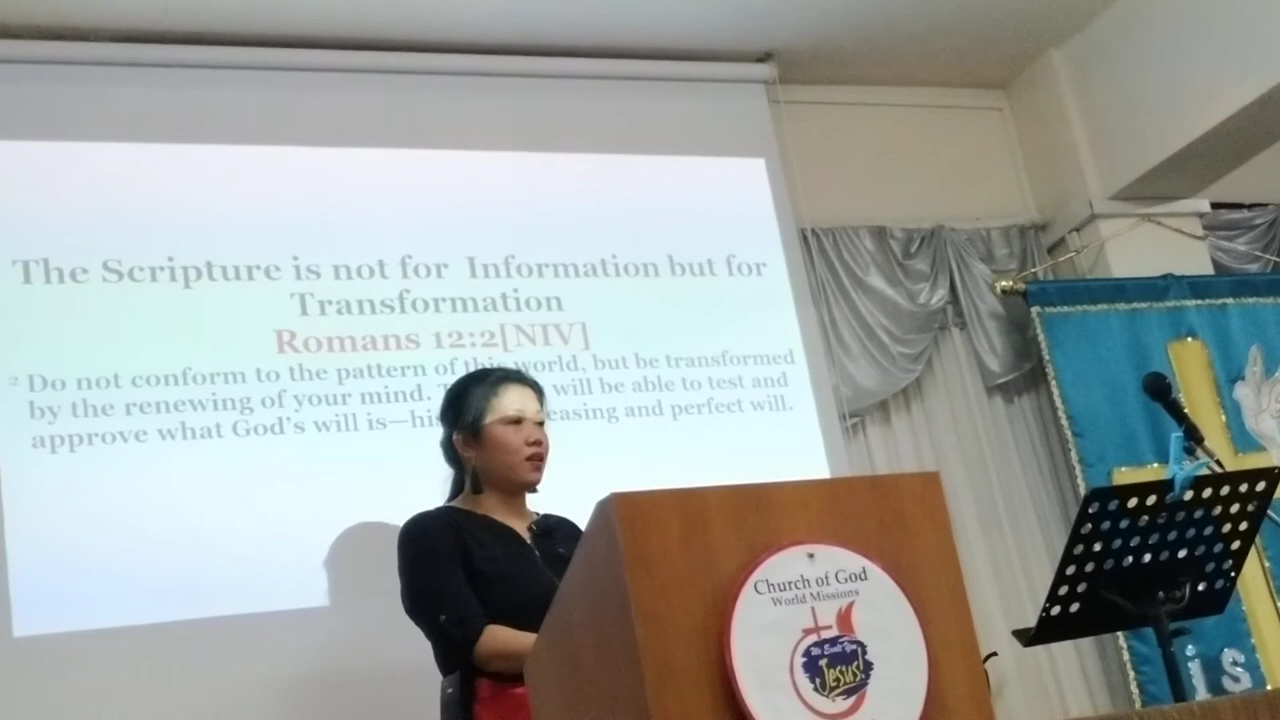 The Scripture is not for Information but for
Transformation
Romans 12:2[NIV]
2 Do not conform to the pattern of this world, but be transformed
by the renewing of your mind. will be able to test and
approve what God's will is—his and perfect will.
Church of God
World Missions
We Exalt You
Jesus!
is